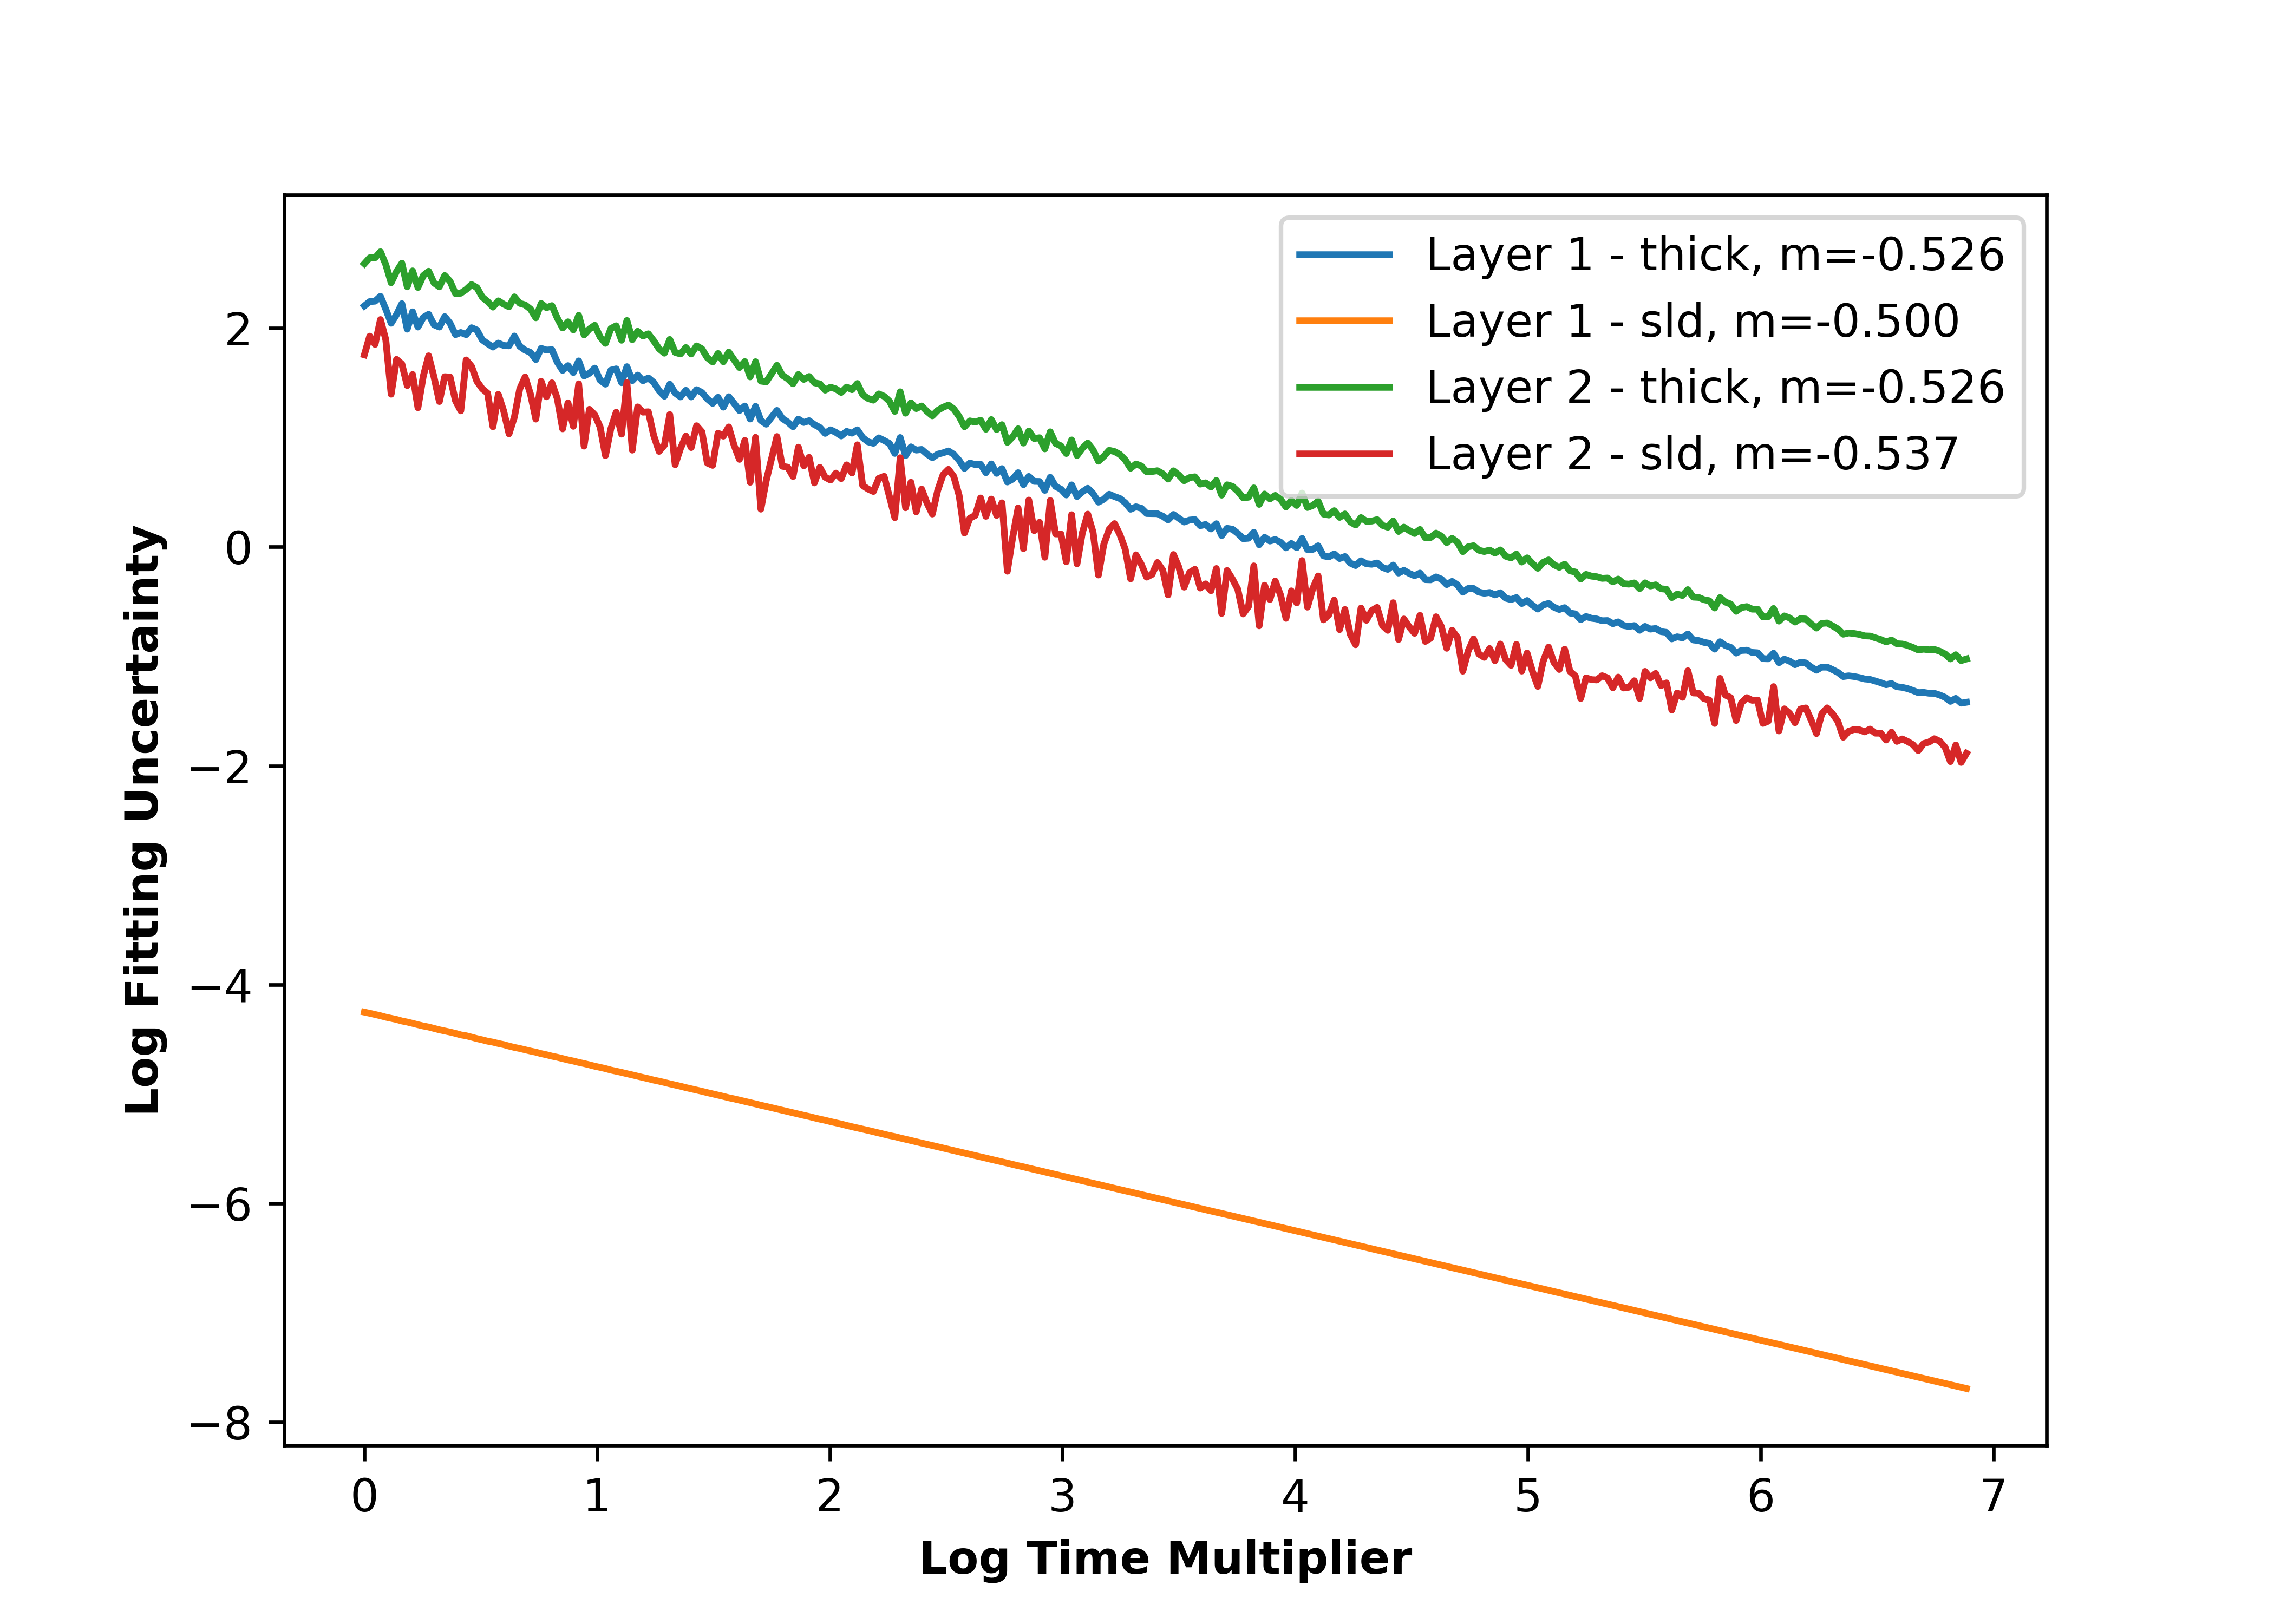 Layer 1 - thick, m=-0.526
Layer 1 - sld, m=-0.500
Layer 2 - thick, m=-0.526
Layer 2 - sld, m=-0.537
Log Fitting Uncertainty
2
0
−2
−4
−6
−8
0 1 2 3 4 5 6 7
Log Time Multiplier